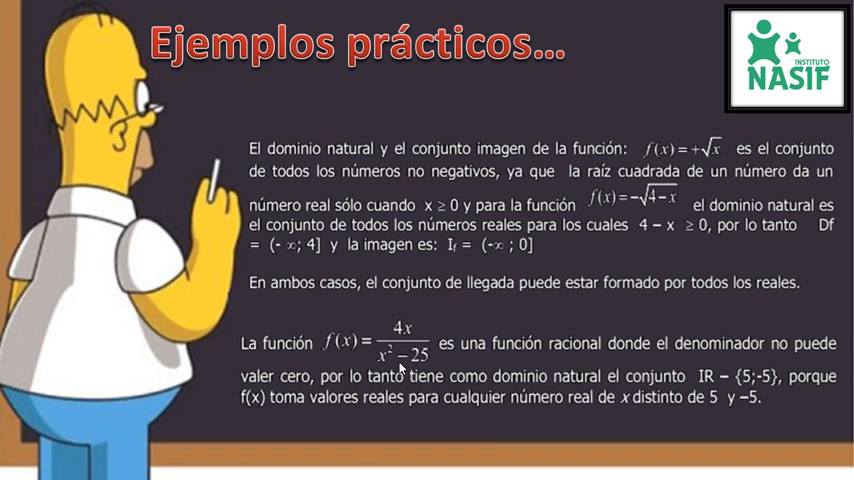 Ejemplos prácticos...
INSTITUTO
NASIF
El dominio natural y el conjunto imagen de la función: f(x)=+√x es el conjunto
de todos los números no negativos, ya que la raíz cuadrada de un número da un
número real sólo cuando x ≥ 0 y para la función f(x)=−√4−x el dominio natural es
el conjunto de todos los números reales para los cuales 4 – x ≥ 0, por lo tanto Df
= (- ∞; 4] y la imagen es: If = (-∞ ; 0]
En ambos casos, el conjunto de llegada puede estar formado por todos los reales.
La función f(x)= 4x / x² − 25 es una función racional donde el denominador no puede
valer cero, por lo tanto tiene como dominio natural el conjunto IR – {5;-5}, porque
f(x) toma valores reales para cualquier número real de x distinto de 5 y –5.